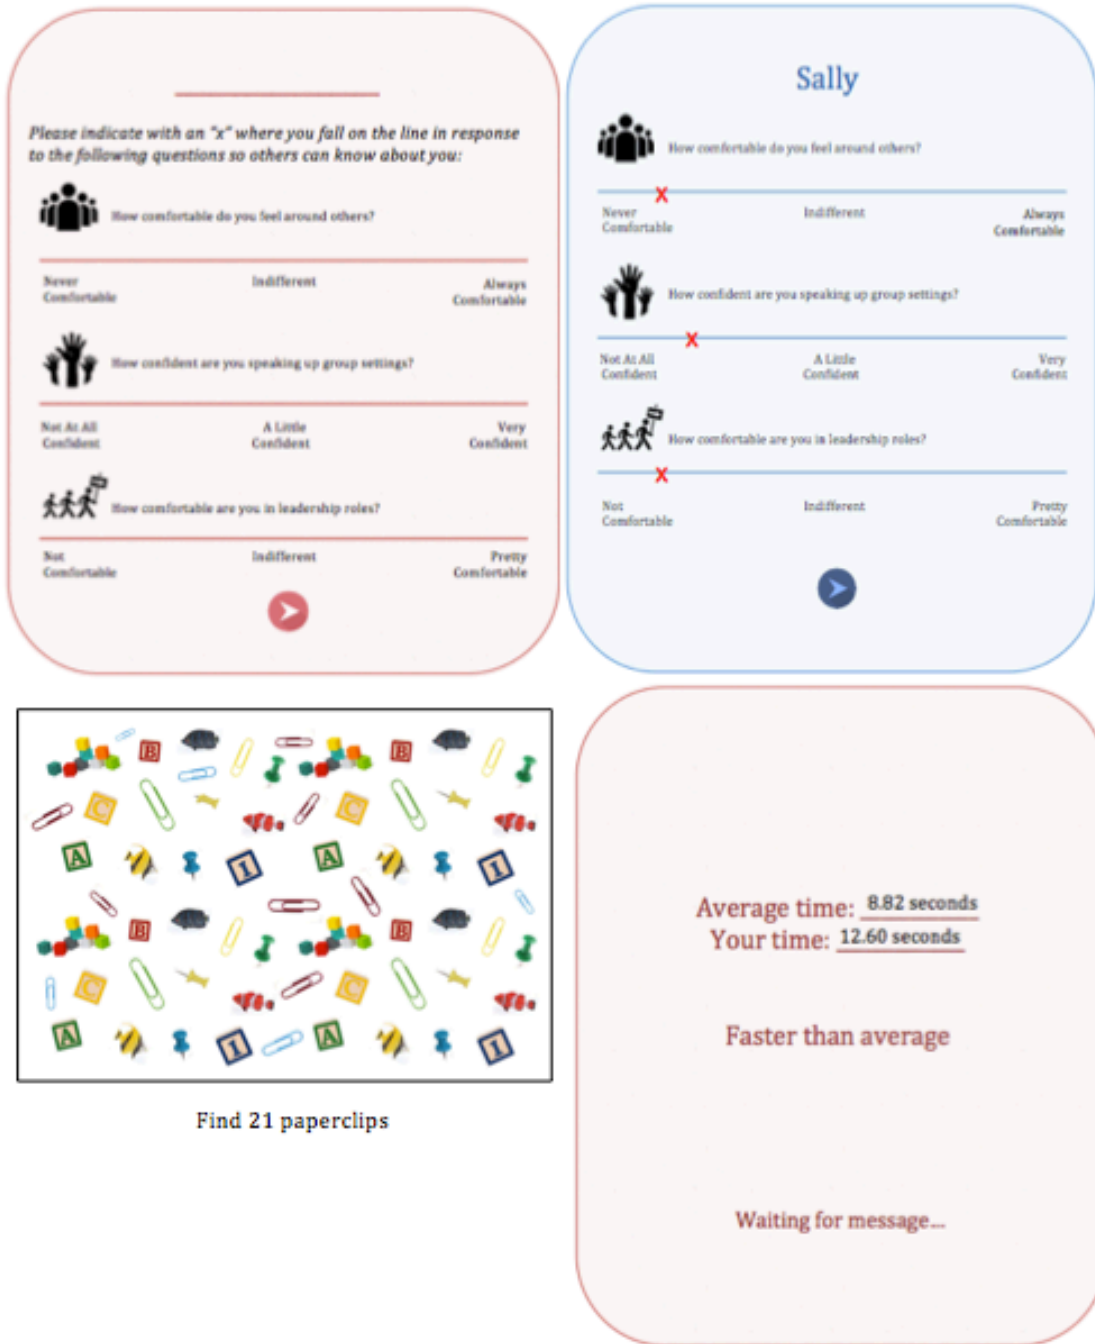 Please indicate with an "x" where you fall on the line in response
to the following questions so others can know about you:
How comfortable do you feel around others?
Never Comfortable
Indifferent
Always Comfortable
How confident are you speaking up group settings?
Not At All Confident
A Little Confident
Very Confident
How comfortable are you in leadership roles?
Not Comfortable
Indifferent
Pretty Comfortable
Sally
How comfortable do you feel around others?
x
Never Comfortable
Indifferent
Always Comfortable
How confident are you speaking up group settings?
x
Not At All Confident
A Little Confident
Very Confident
How comfortable are you in leadership roles?
x
Not Comfortable
Indifferent
Pretty Comfortable
B
B
C
C
A
1
A
1
B
B
C
C
A
1
A
1
Find 21 paperclips
Average time: 8.82 seconds
Your time: 12.60 seconds
Faster than average
Waiting for message...